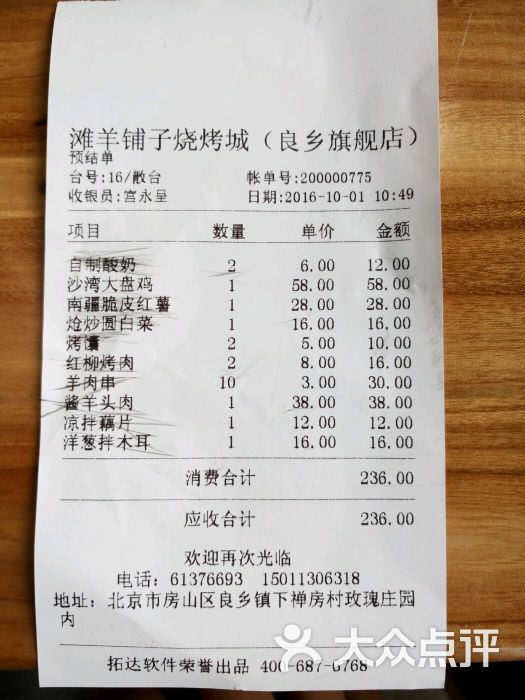 滩羊铺子烧烤城（良乡旗舰店）
预结单
台号:16/散台 帐单号:200000775
收银员:宫永呈 日期:2016-10-01 10:49
项目 数量 单价 金额
自制酸奶 2 6.00 12.00
沙湾大盘鸡 1 58.00 58.00
南疆脆皮红薯 1 28.00 28.00
炝炒圆白菜 1 16.00 16.00
烤馕 2 5.00 10.00
红柳烤肉 2 8.00 16.00
羊肉串 10 3.00 30.00
酱羊头肉 1 38.00 38.00
凉拌藕片 1 12.00 12.00
洋葱拌木耳 1 16.00 16.00
消费合计 236.00
应收合计 236.00
欢迎再次光临
电话: 61376693 15011306318
地址: 北京市房山区良乡镇下禅房村玫瑰庄园
内
拓达软件荣誉出品 400-687-0768
大众点评